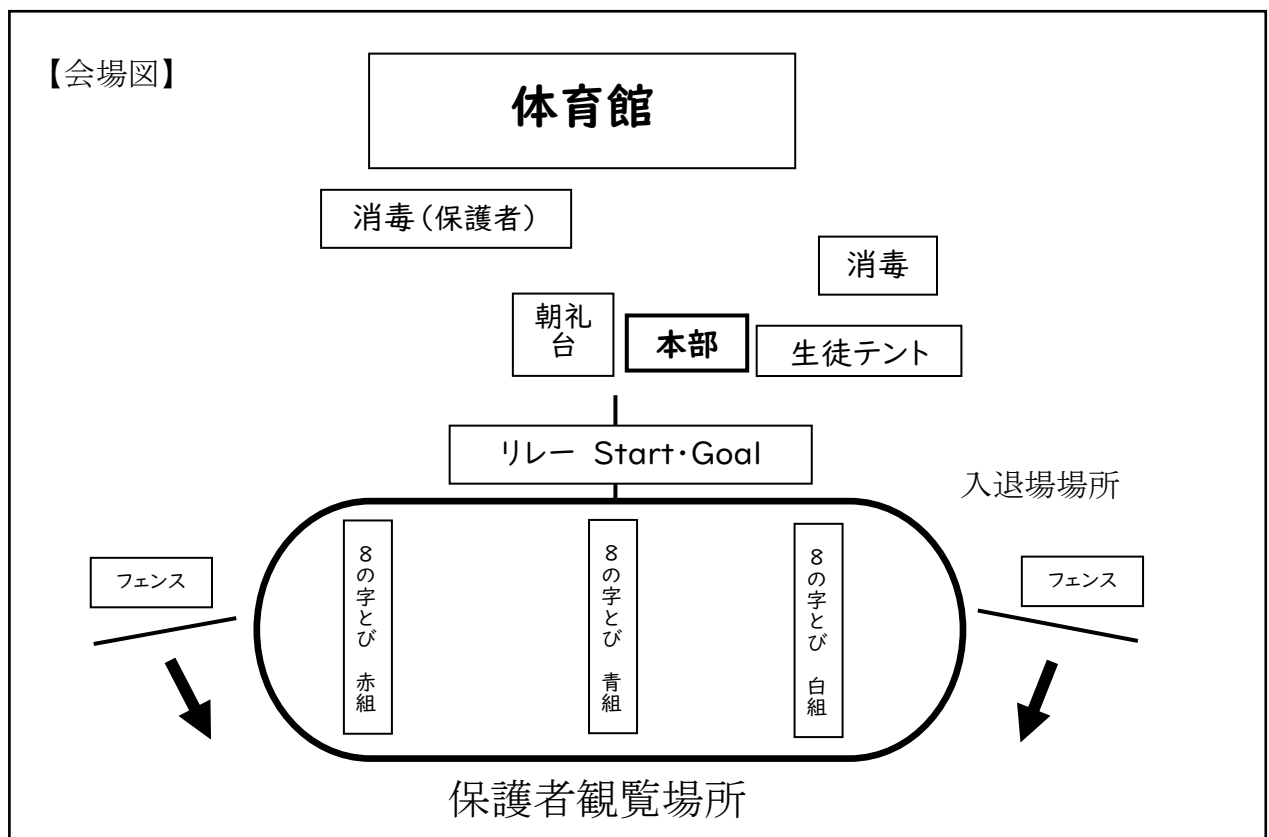 【会場図】
体育館
消毒（保護者）
消毒
朝礼
台
本部
生徒テント
リレー Start・Goal
入退場場所
フェンス
フェンス
8の字とび 赤組
8の字とび 青組
8の字とび 白組
保護者観覧場所